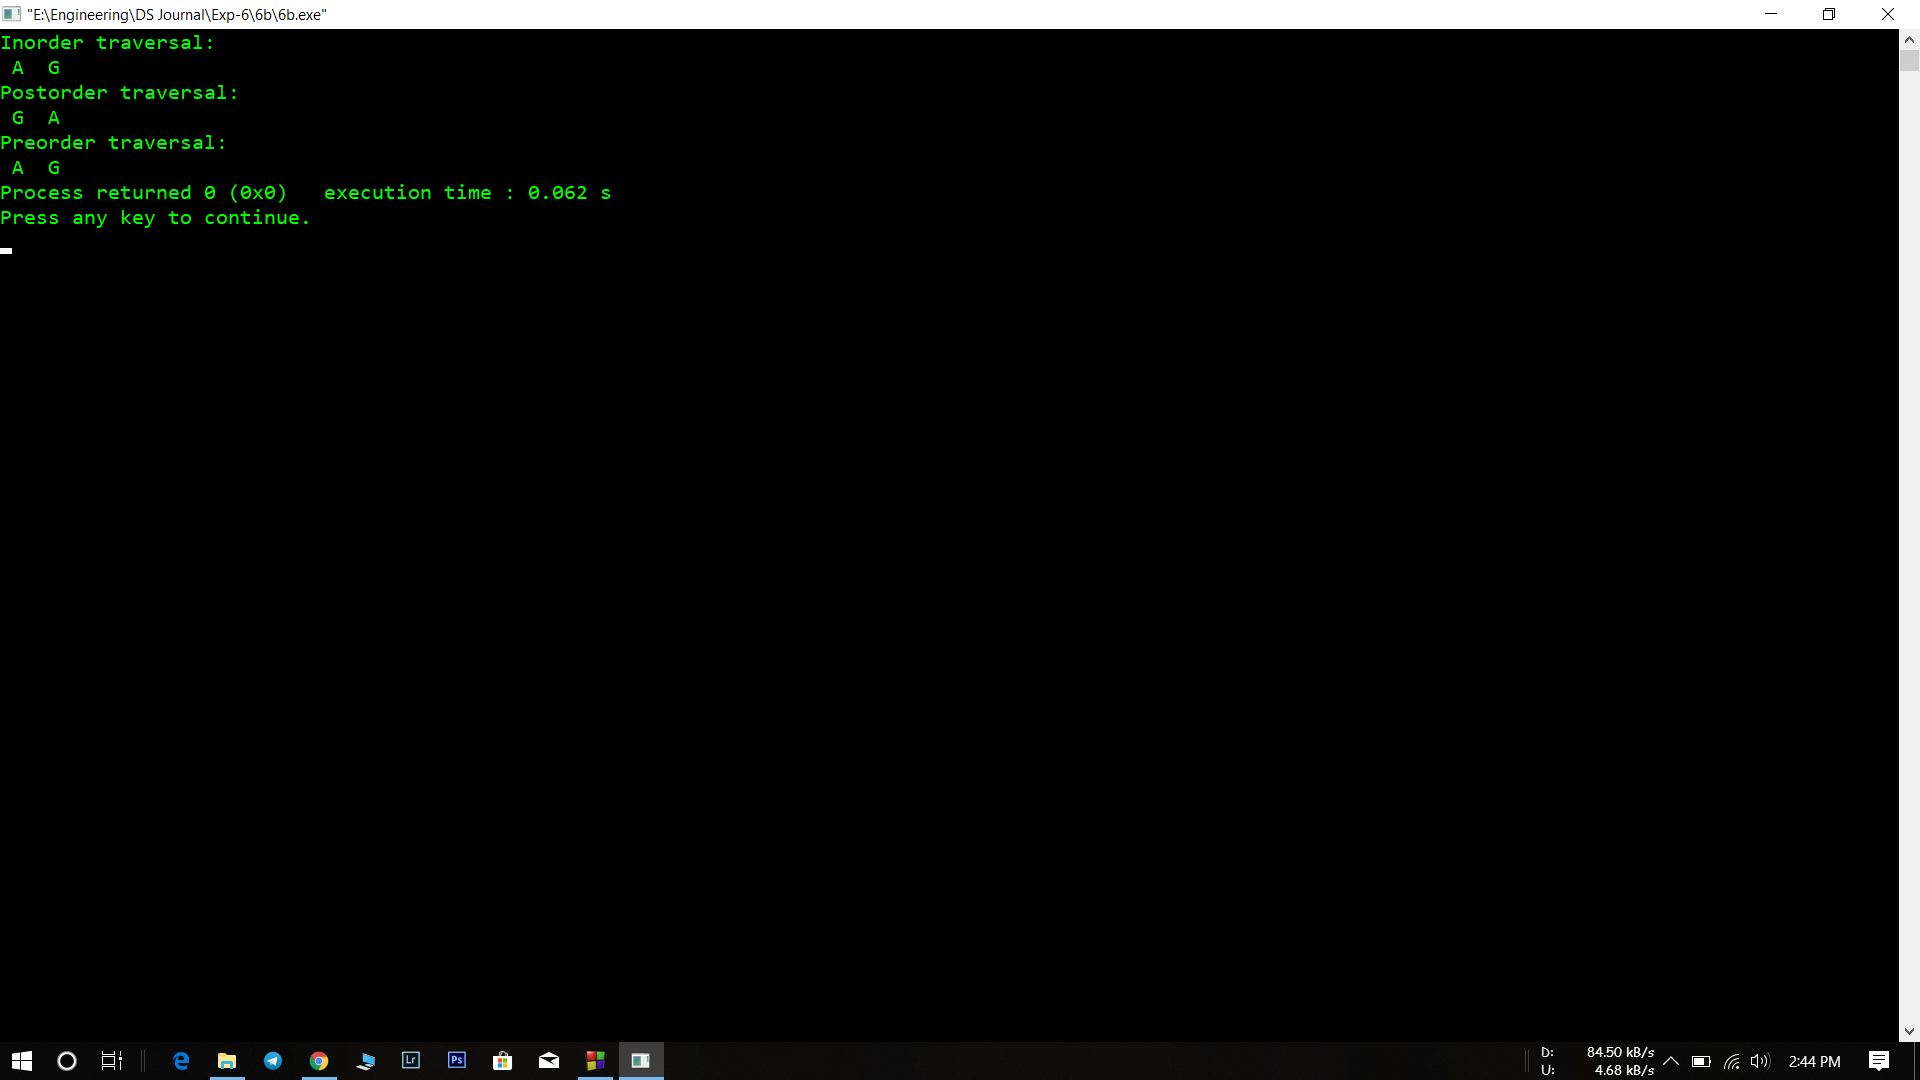 "E:\Engineering\DS Journal\Exp-6\6b\6b.exe"
Inorder traversal:
 A  G
Postorder traversal:
 G  A
Preorder traversal:
 A  G
Process returned 0 (0x0)   execution time : 0.062 s
Press any key to continue.
Lr
Ps
D: 84.50 kB/s
U: 4.68 kB/s
2:44 PM